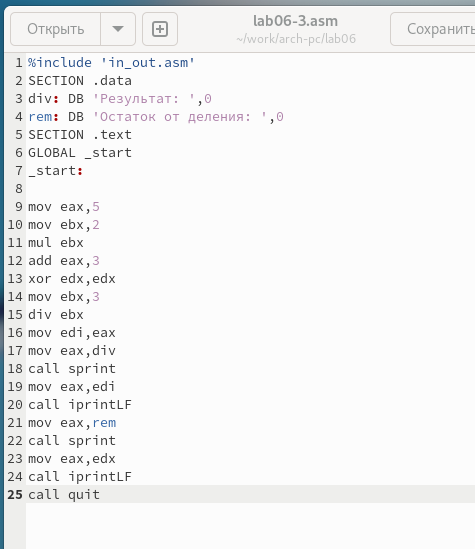 Открыть
lab06-3.asm
~/work/arch-pc/lab06
Сохранить
1 %include 'in_out.asm'
2 SECTION .data
3 div: DB 'Результат: ',0
4 rem: DB 'Остаток от деления: ',0
5 SECTION .text
6 GLOBAL _start
7 _start:
8
9 mov eax,5
10 mov ebx,2
11 mul ebx
12 add eax,3
13 xor edx,edx
14 mov ebx,3
15 div ebx
16 mov edi,eax
17 mov eax,div
18 call sprint
19 mov eax,edi
20 call iprintLF
21 mov eax,rem
22 call sprint
23 mov eax,edx
24 call iprintLF
25 call quit